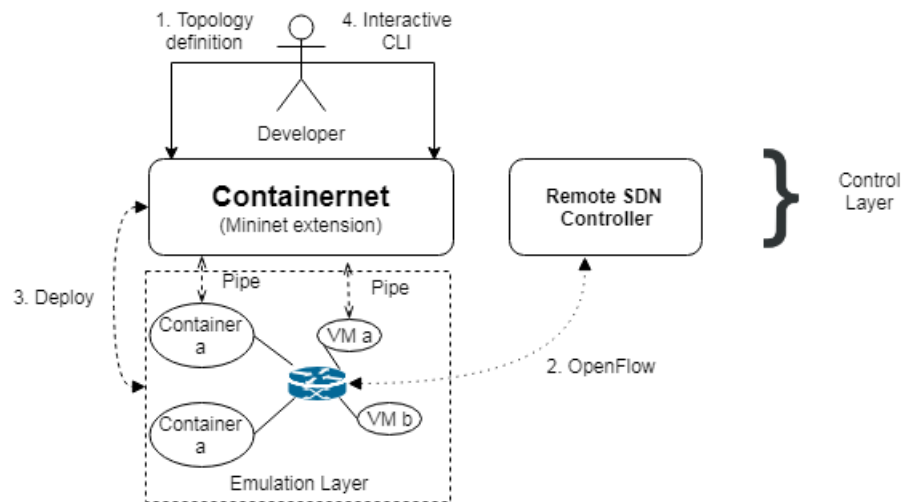 1. Topology
definition
4. Interactive
CLI
Developer
Containernet
(Mininet extension)
Remote SDN
Controller
Control
Layer
Pipe
Pipe
3. Deploy
Container
a
VM a
2. OpenFlow
Container
a
VM b
Emulation Layer